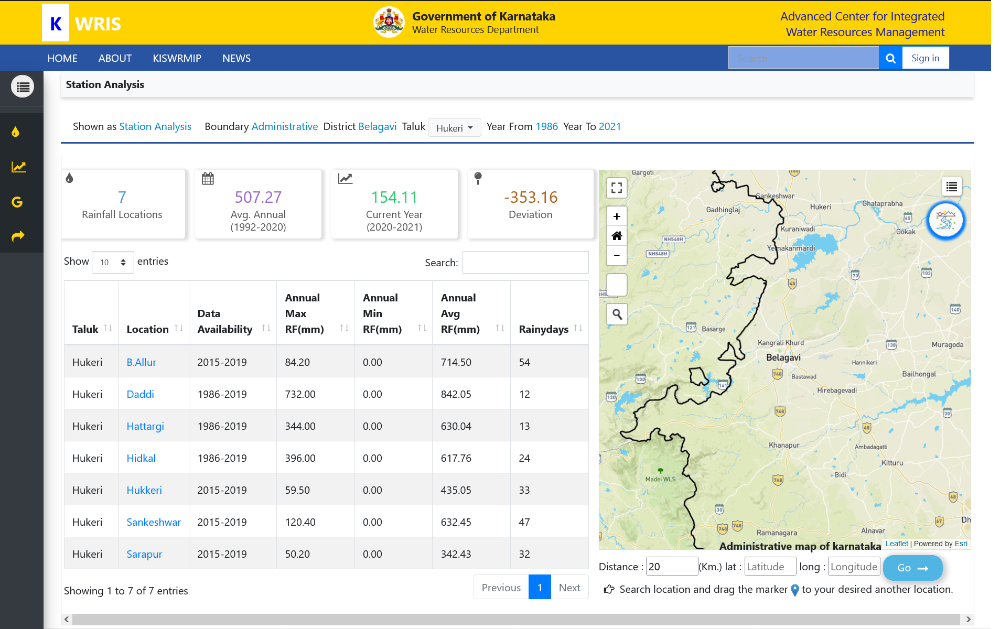 K WRIS
Government of Karnataka
Water Resources Department
Advanced Center for Integrated
Water Resources Management
HOME ABOUT KISWRMIP NEWS
Search
Sign in
Station Analysis
Shown as Station Analysis Boundary Administrative District Belagavi Taluk Hukeri Year From 1986 Year To 2021
7
Rainfall Locations
507.27
Avg. Annual
(1992-2020)
154.11
Current Year
(2020-2021)
-353.16
Deviation
Show 10 entries
Search:
Taluk Location Data Availability Annual Max RF(mm) Annual Min RF(mm) Annual Avg RF(mm) Rainydays
Hukeri B.Allur 2015-2019 84.20 0.00 714.50 54
Hukeri Daddi 1986-2019 732.00 0.00 842.05 12
Hukeri Hattargi 1986-2019 344.00 0.00 630.04 13
Hukeri Hidkal 1986-2019 396.00 0.00 617.76 24
Hukeri Hukkeri 2015-2019 59.50 0.00 435.05 33
Hukeri Sankeshwar 2015-2019 120.40 0.00 632.45 47
Hukeri Sarapur 2015-2019 50.20 0.00 342.43 32
Showing 1 to 7 of 7 entries
Previous 1 Next
Gargoti
160
Sankeshwar
Gadhinglaj
Hukeri
Ghataprabha
45
Gokak
Kuraniwadi
NH548H
Yemakanmardi
NH548H
+
−
48
73
103
140
121
Basarge
Kangrali Khurd
138
Muragoda
Belagavi
Hannikeri
748
Bastawad
Bailhongal
130
141
130
Hirebagevadi
748
30
48
Khanapur
Ambadagatti
Kitturu
Madei WLS
Bidi
748
48
30
67
Dh
748
748
Ramanagara
Alnavar
Administrative map of karnataka
Leaflet | Powered by Esri
Distance : 20 (Km.) lat : Latitude long : Longitude Go
Search location and drag the marker to your desired another location.